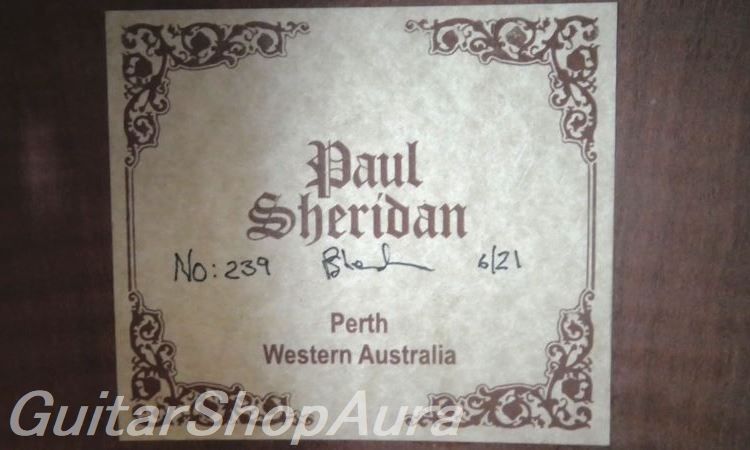 Paul
Sheridan
No: 239 6/21
Perth
Western Australia
GuitarShopAura